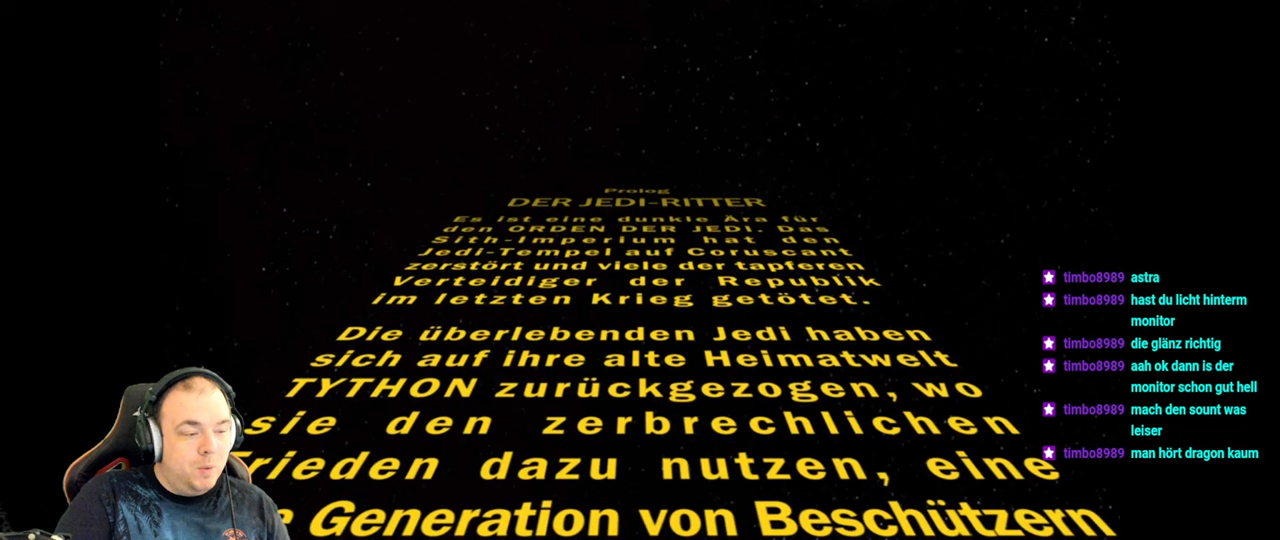 Prolog
DER JEDI-RITTER
Es ist eine dunkle Ära für
den ORDEN DER JEDI. Das
Sith-Imperium hat den
Jedi-Tempel auf Coruscant
zerstört und viele der tapferen
Verteidiger der Republik
im letzten Krieg getötet.
Die überlebenden Jedi haben
sich auf ihre alte Heimatwelt
TYTHON zurückgezogen, wo
sie den zerbrechlichen
Frieden dazu nutzen, eine
Generation von Beschützern
timbo8989 astra
timbo8989 hast du licht hinterm
monitor
timbo8989 die glänz richtig
timbo8989 aah ok dann is der
monitor schon gut hell
timbo8989 mach den sount was
leiser
timbo8989 man hört dragon kaum